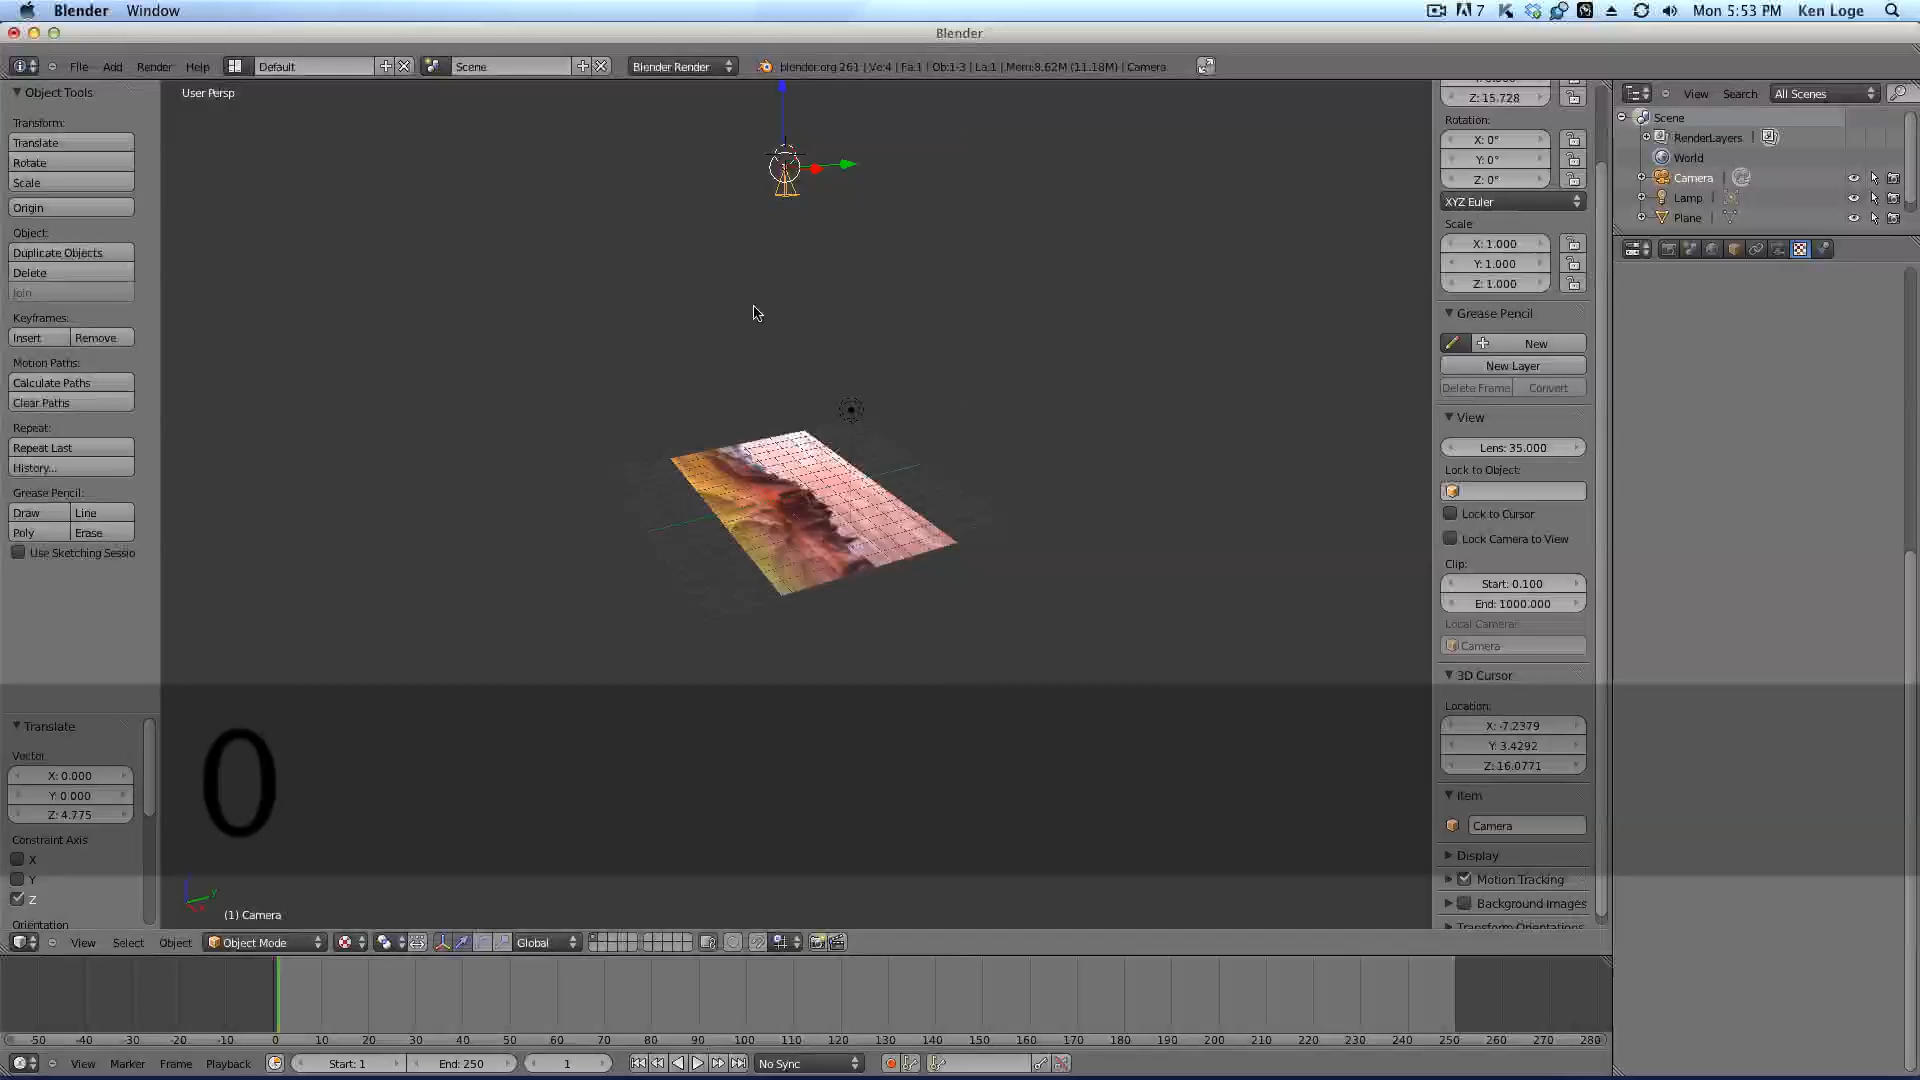 Blender Window 7 Mon 5:53 PM Ken Loge
Blender
File Add Render Help Default Scene Blender Render blender.org 261 | Ve:4 | Fa:1 | Ob:1-3 | La:1 | Mem:8.62M (11.18M) | Camera
Object Tools
Transform:
Translate
Rotate
Scale
Origin
Object:
Duplicate Objects
Delete
Join
Keyframes:
Insert Remove
Motion Paths:
Calculate Paths
Clear Paths
Repeat:
Repeat Last
History...
Grease Pencil:
Draw Line
Poly Erase
Use Sketching Sessio
Translate
Vector
X: 0.000
Y: 0.000
Z: 4.775
Constraint Axis
X
Y
Z
Orientation
User Persp
0
y
(1) Camera
Z: 15.728
Rotation:
X: 0°
Y: 0°
Z: 0°
XYZ Euler
Scale
X: 1.000
Y: 1.000
Z: 1.000
Grease Pencil
New
New Layer
Delete Frame Convert
View
Lens: 35.000
Lock to Object:
Lock to Cursor
Lock Camera to View
Clip:
Start: 0.100
End: 1000.000
Local Camera:
Camera
3D Cursor
Location:
X: -7.2379
Y: 3.4292
Z: 16.0771
Item
Camera
Display
Motion Tracking
Background Images
Transform Orientations
View Search All Scenes
Scene
RenderLayers
World
Camera
Lamp
Plane
View Select Object Object Mode Global
-50 -40 -30 -20 -10 0 10 20 30 40 50 60 70 80 90 100 110 120 130 140 150 160 170 180 190 200 210 220 230 240 250 260 270 280
View Marker Frame Playback Start: 1 End: 250 1 No Sync